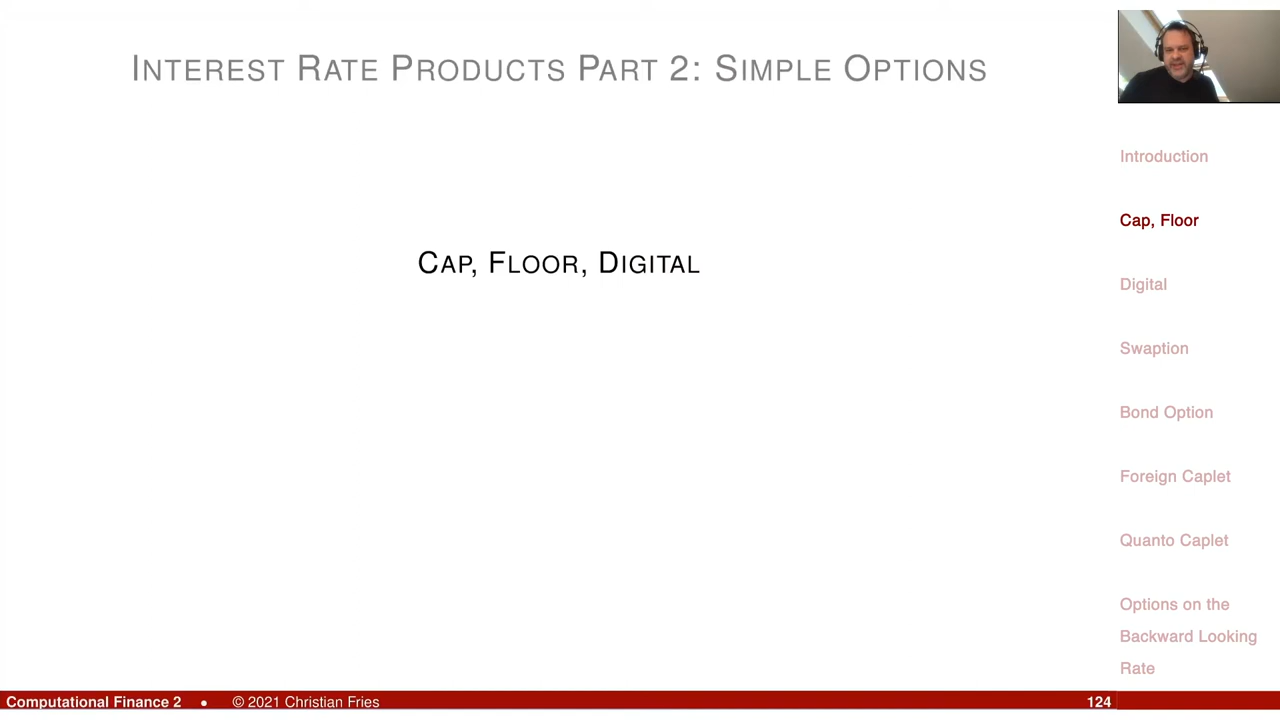 INTEREST RATE PRODUCTS PART 2: SIMPLE OPTIONS
CAP, FLOOR, DIGITAL
Introduction
Cap, Floor
Digital
Swaption
Bond Option
Foreign Caplet
Quanto Caplet
Options on the
Backward Looking
Rate
Computational Finance 2 • © 2021 Christian Fries 124